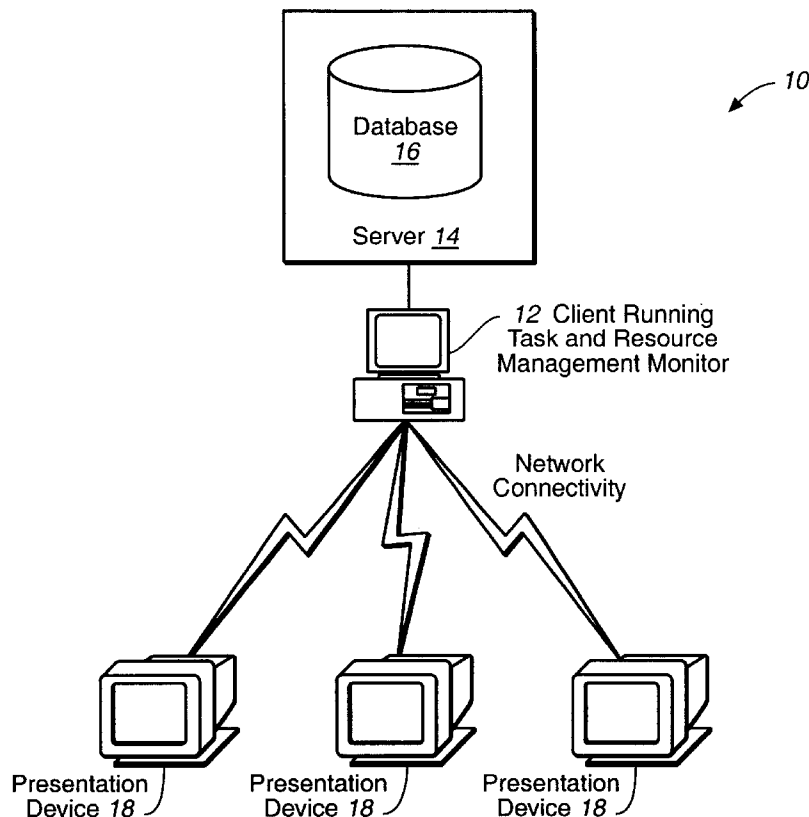 10
Database
16
Server 14
12 Client Running
Task and Resource
Management Monitor
Network
Connectivity
Presentation
Device 18
Presentation
Device 18
Presentation
Device 18